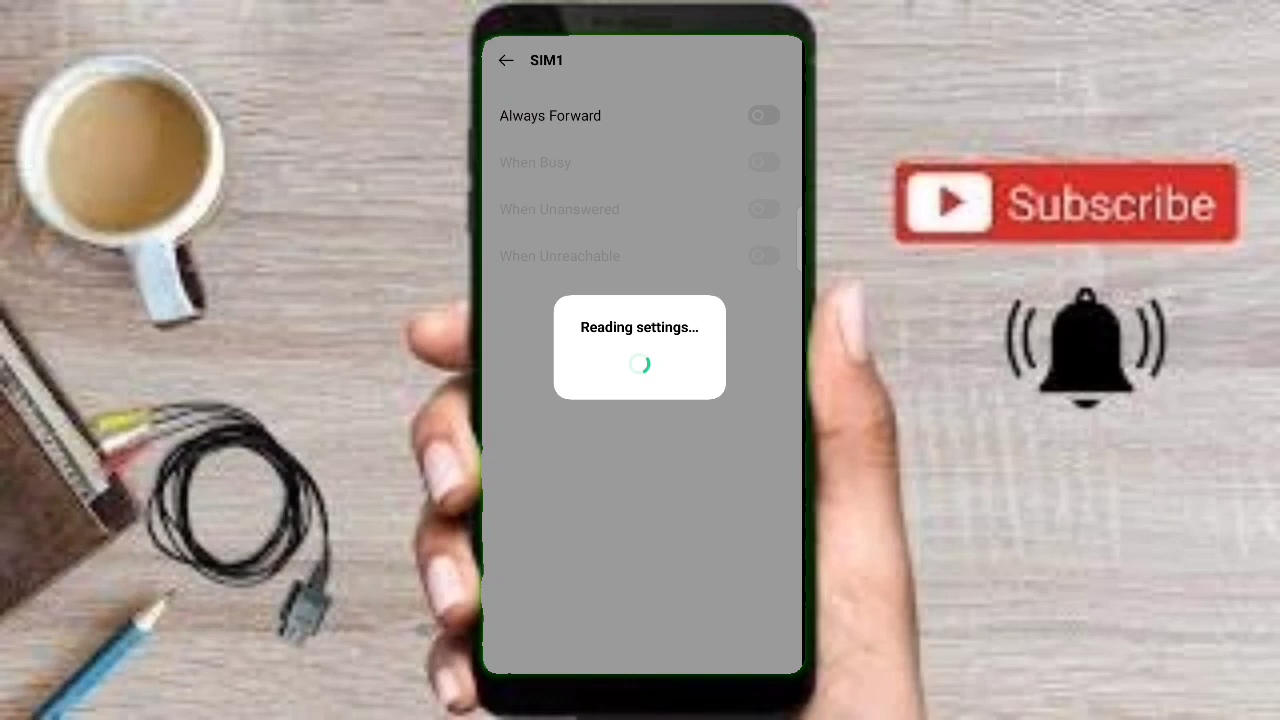 SIM1
Always Forward
When Busy
When Unanswered
When Unreachable
Reading settings...
Subscribe